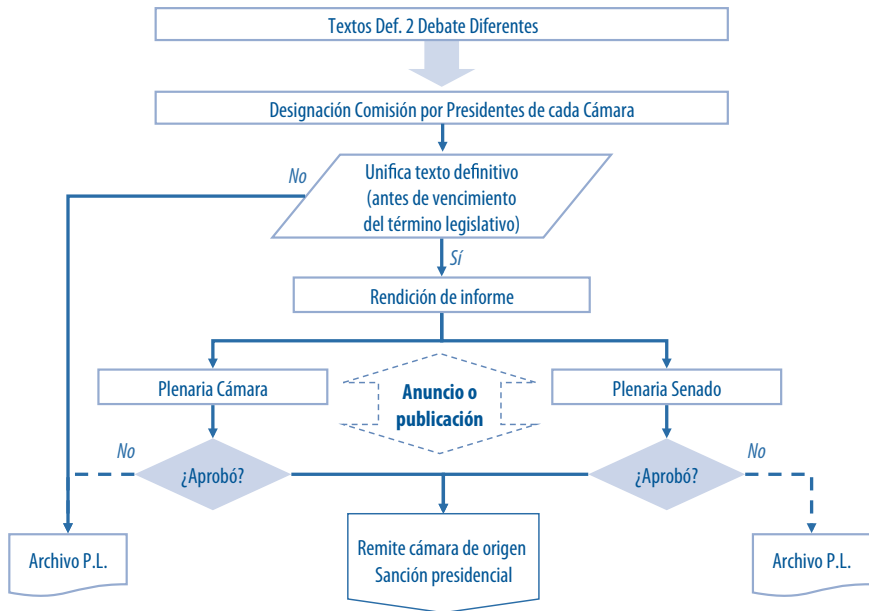 Textos Def. 2 Debate Diferentes
Designación Comisión por Presidentes de cada Cámara
No
Unifica texto definitivo
(antes de vencimiento
del término legislativo)
Sí
Rendición de informe
Plenaria Cámara
Anuncio o
publicación
Plenaria Senado
No
¿Aprobó?
¿Aprobó?
No
Archivo P.L.
Remite cámara de origen
Sanción presidencial
Archivo P.L.